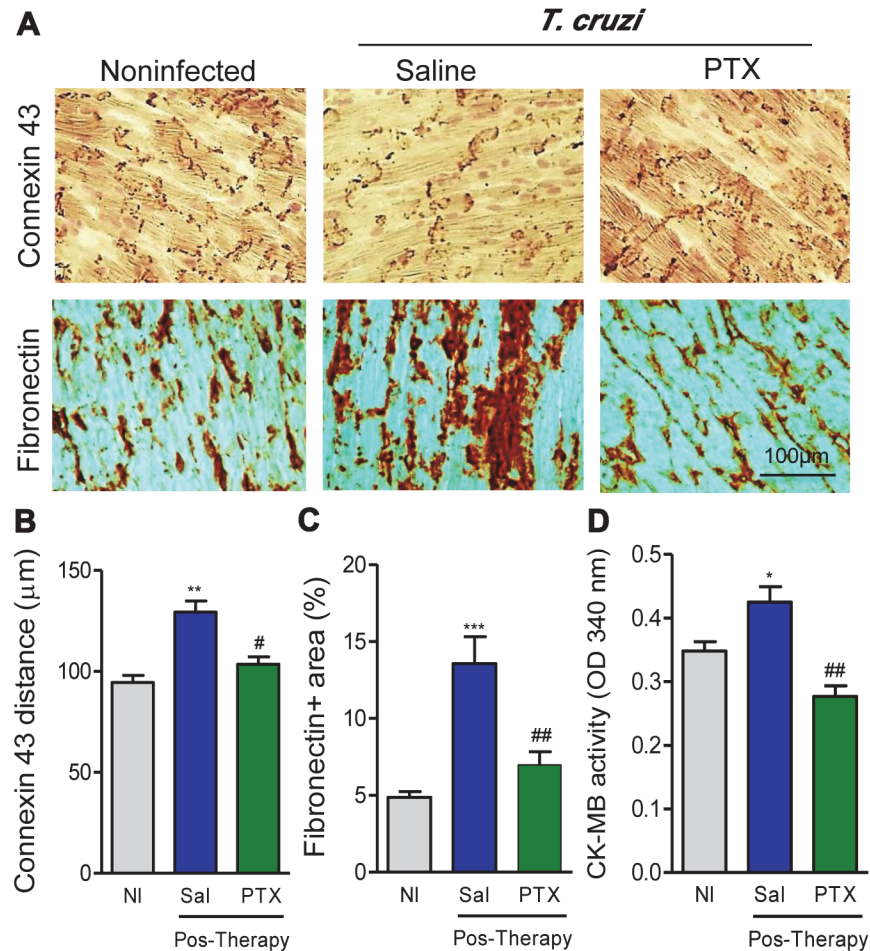 A
T. cruzi
Noninfected
Saline
PTX
Connexin 43
Fibronectin
100µm
B
Connexin 43 distance (µm)
150
100
50
0
**
#
NI
Sal
PTX
Pos-Therapy
C
Fibronectin+ area (%)
20
15
10
5
0
***
##
NI
Sal
PTX
Pos-Therapy
D
CK-MB activity (OD 340 nm)
0.5
0.4
0.3
0.2
0.1
0.0
*
##
NI
Sal
PTX
Pos-Therapy